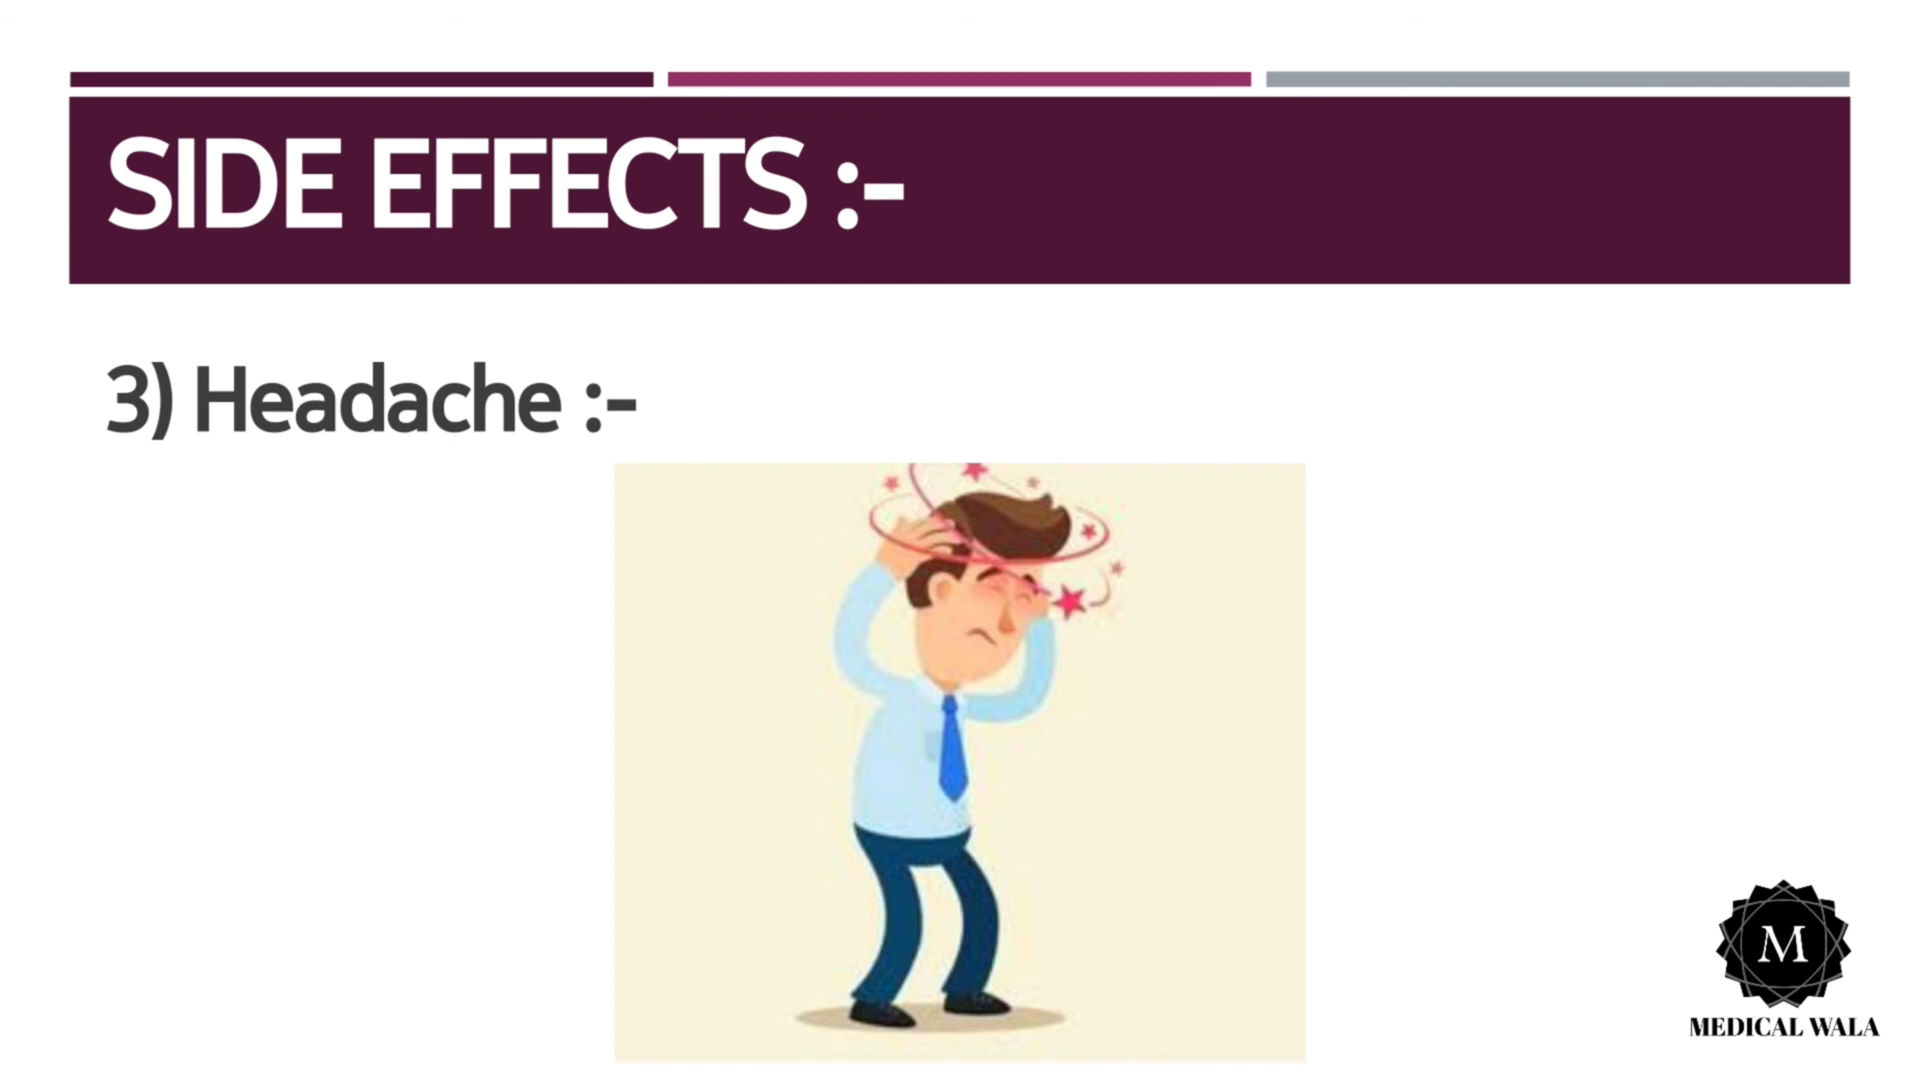 SIDE EFFECTS :-
3) Headache :-
M
MEDICAL WALA